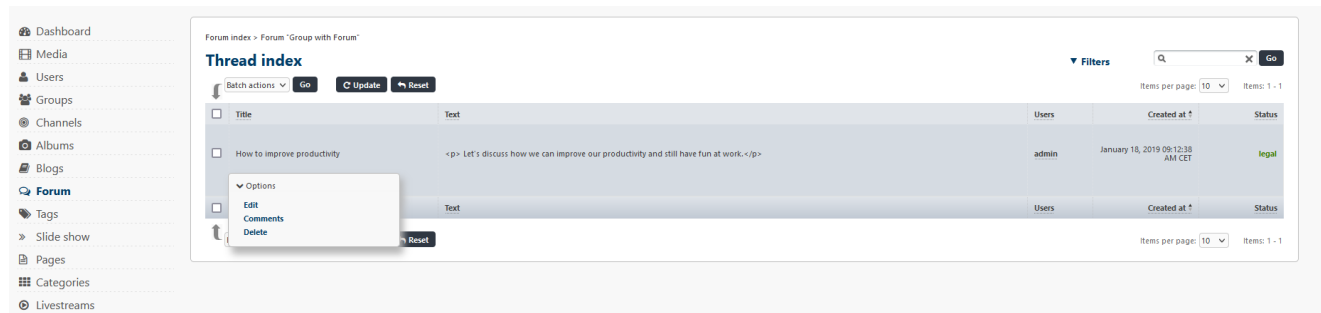 Dashboard
Media
Users
Groups
Channels
Albums
Blogs
Forum
Tags
Slide show
Pages
Categories
Livestreams
Forum index > Forum "Group with Forum"
Thread index
Filters
Go
Batch actions Go Update Reset
Items per page: 10 Items: 1 - 1
Title Text Users Created at Status
How to improve productivity <p> Let's discuss how we can improve our productivity and still have fun at work.</p> admin January 18, 2019 09:12:38 AM CET legal
Options
Edit
Comments
Delete
Text Users Created at Status
Reset
Items per page: 10 Items: 1 - 1